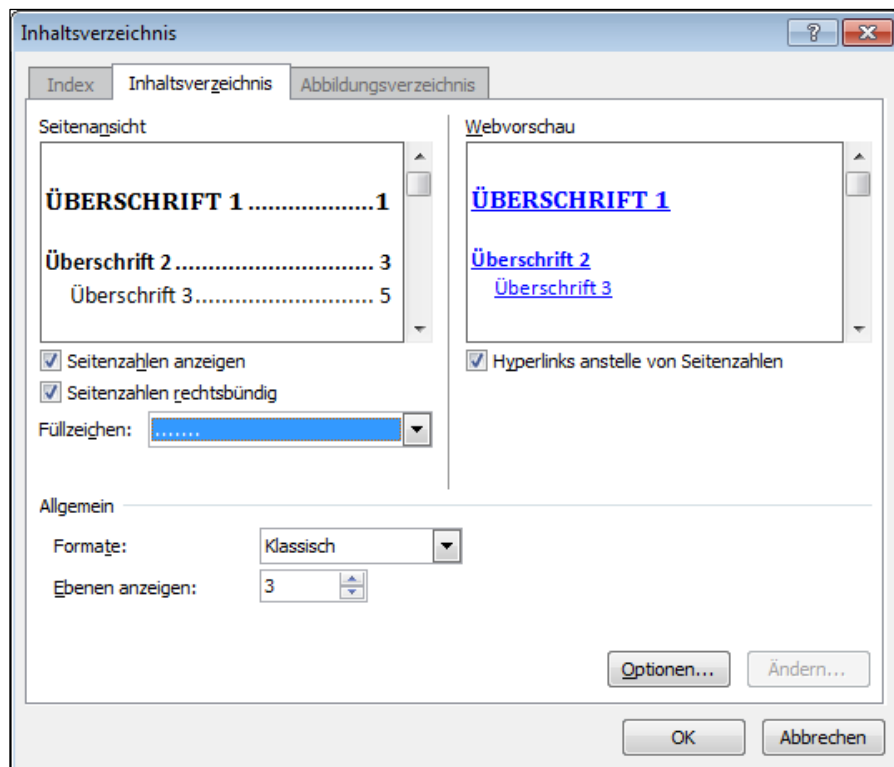 Inhaltsverzeichnis
Index Inhaltsverzeichnis Abbildungsverzeichnis
Seitenansicht
ÜBERSCHRIFT 1...................1
Überschrift 2.............................. 3
Überschrift 3........................... 5
Seitenzahlen anzeigen
Seitenzahlen rechtsbündig
Füllzeichen: .......
Webvorschau
ÜBERSCHRIFT 1
Überschrift 2
Überschrift 3
Hyperlinks anstelle von Seitenzahlen
Allgemein
Formate: Klassisch
Ebenen anzeigen: 3
Optionen... Ändern...
OK Abbrechen